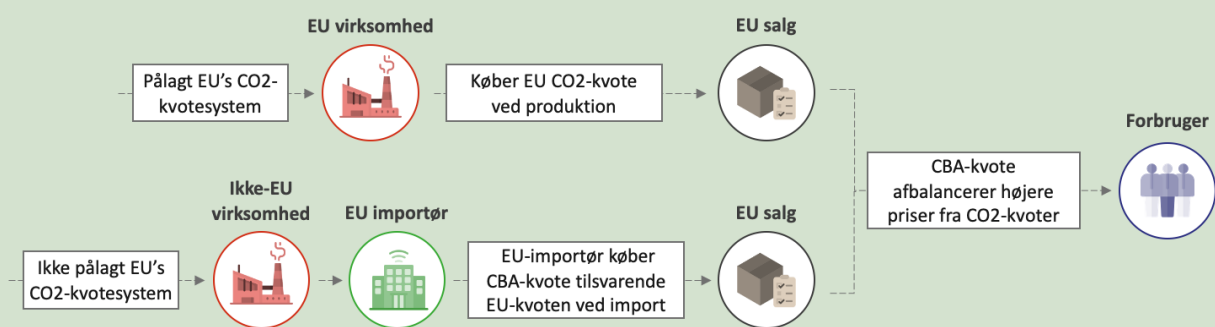 EU virksomhed
EU salg
Pålagt EU's CO2-
kvotesystem
Køber EU CO2-kvote
ved produktion
Forbruger
CBA-kvote
afbalancerer højere
priser fra CO2-kvoter
Ikke-EU
virksomhed
EU importør
EU salg
Ikke pålagt EU's
CO2-kvotesystem
EU-importør køber
CBA-kvote tilsvarende
EU-kvoten ved import